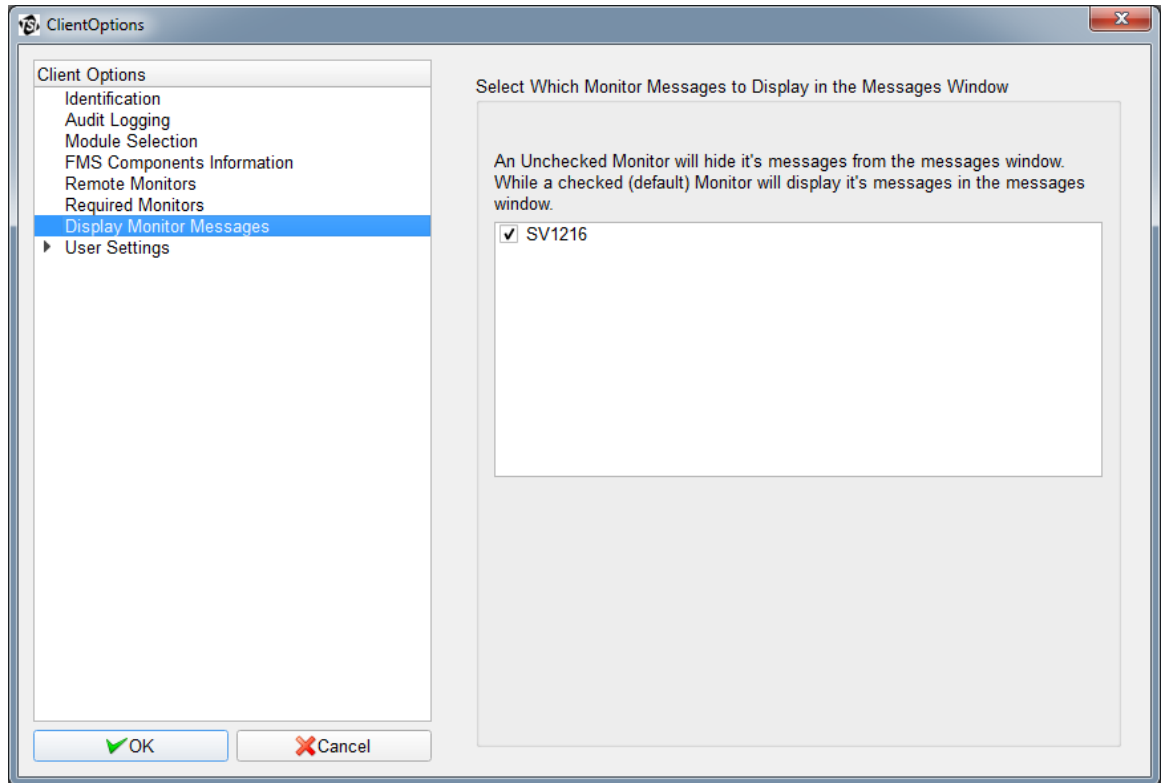 ClientOptions
Client Options
Identification
Audit Logging
Module Selection
FMS Components Information
Remote Monitors
Required Monitors
Display Monitor Messages
User Settings
OK
Cancel
Select Which Monitor Messages to Display in the Messages Window
An Unchecked Monitor will hide it's messages from the messages window.
While a checked (default) Monitor will display it's messages in the messages
window.
SV1216